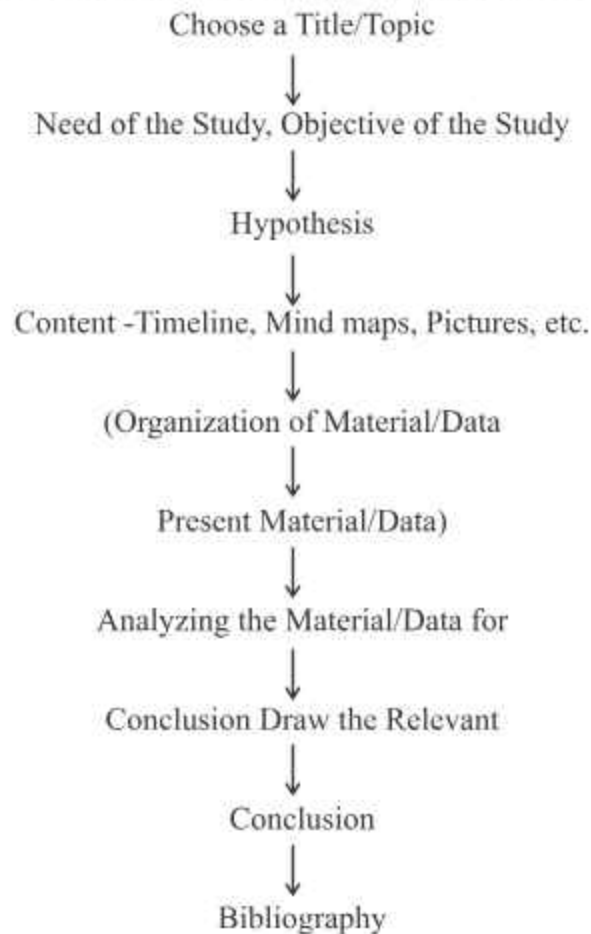 Choose a Title/Topic
Need of the Study, Objective of the Study
Hypothesis
Content -Timeline, Mind maps, Pictures, etc.
(Organization of Material/Data
Present Material/Data)
Analyzing the Material/Data for
Conclusion Draw the Relevant
Conclusion
Bibliography